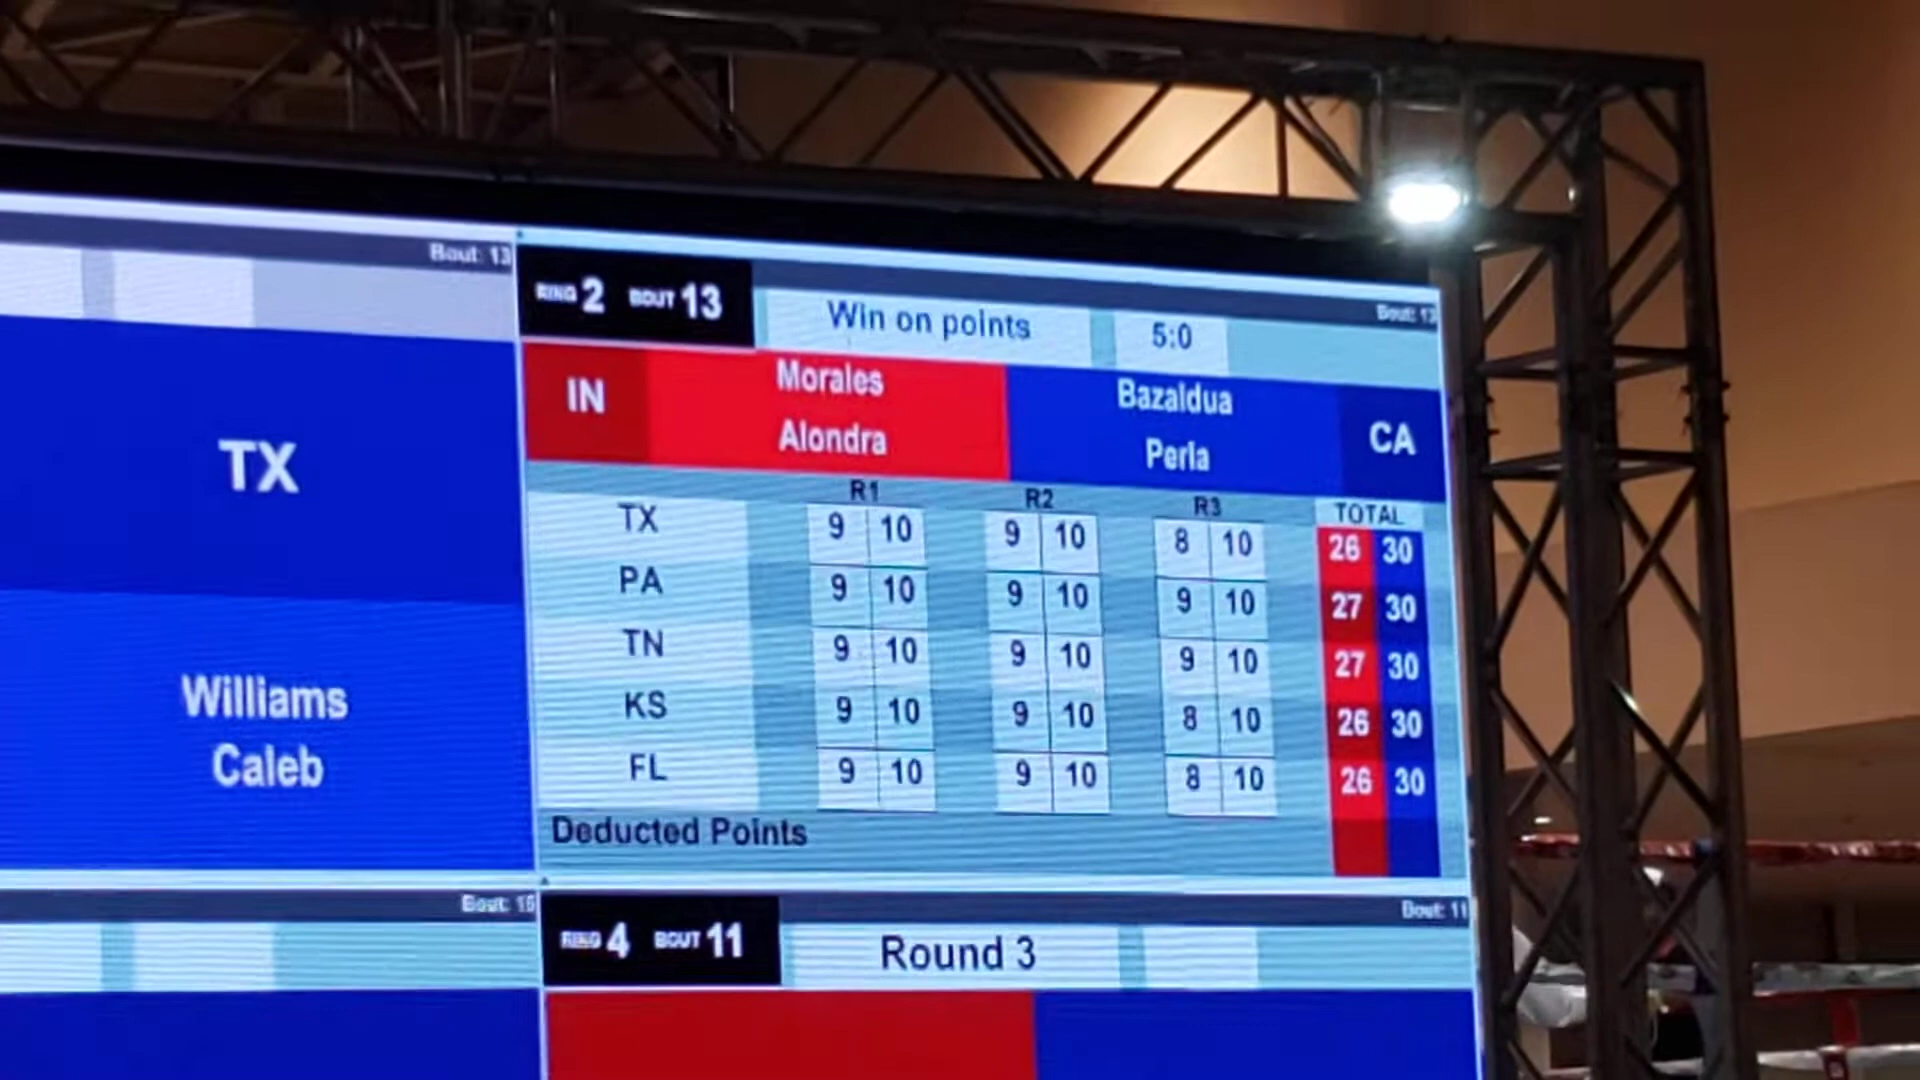 Bout: 13
RING 2 BOUT 13
Win on points
5:0
Bout: 13
TX
Williams
Caleb
IN
Morales
Alondra
Bazaldua
Perla
CA
R1 R2 R3 TOTAL
TX 9 10 9 10 8 10 26 30
PA 9 10 9 10 9 10 27 30
TN 9 10 9 10 9 10 27 30
KS 9 10 9 10 8 10 26 30
FL 9 10 9 10 8 10 26 30
Deducted Points
Bout: 15
RING 4 BOUT 11
Round 3
Bout: 11